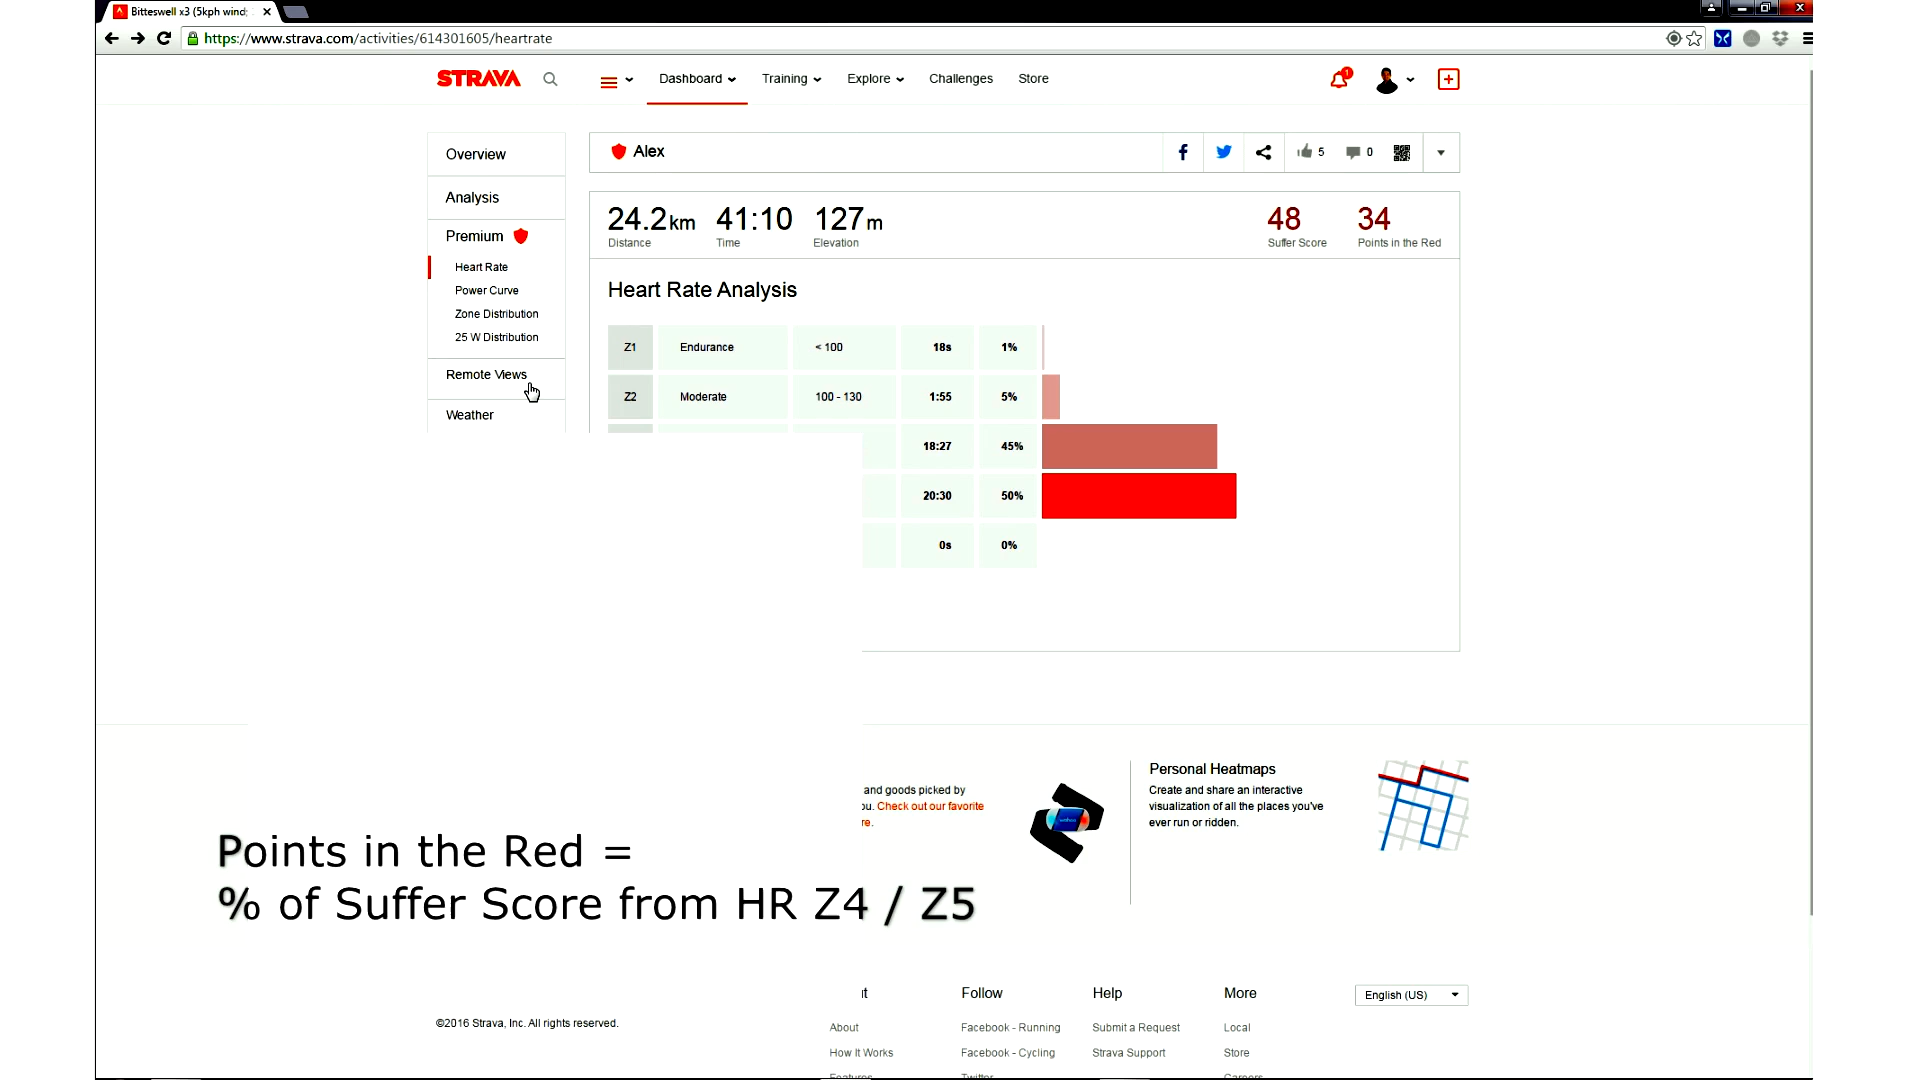 Bitteswell x3 (5kph wind;
https://www.strava.com/activities/614301605/heartrate
STRAVA
Dashboard
Training
Explore
Challenges
Store
1
Overview
Analysis
Premium
Heart Rate
Power Curve
Zone Distribution
25 W Distribution
Remote Views
Weather
Alex
5
0
24.2km 41:10 127m
Distance Time Elevation
48 34
Suffer Score Points in the Red
Heart Rate Analysis
Z1 Endurance < 100 18s 1%
Z2 Moderate 100 - 130 1:55 5%
18:27 45%
20:30 50%
0s 0%
and goods picked by
ou. Check out our favorite
re.
Personal Heatmaps
Create and share an interactive
visualization of all the places you've
ever run or ridden.
Points in the Red =
% of Suffer Score from HR Z4 / Z5
©2016 Strava, Inc. All rights reserved.
t
About
How It Works
Features
Follow
Facebook - Running
Facebook - Cycling
Twitter
Help
Submit a Request
Strava Support
More
Local
Store
Careers
English (US)